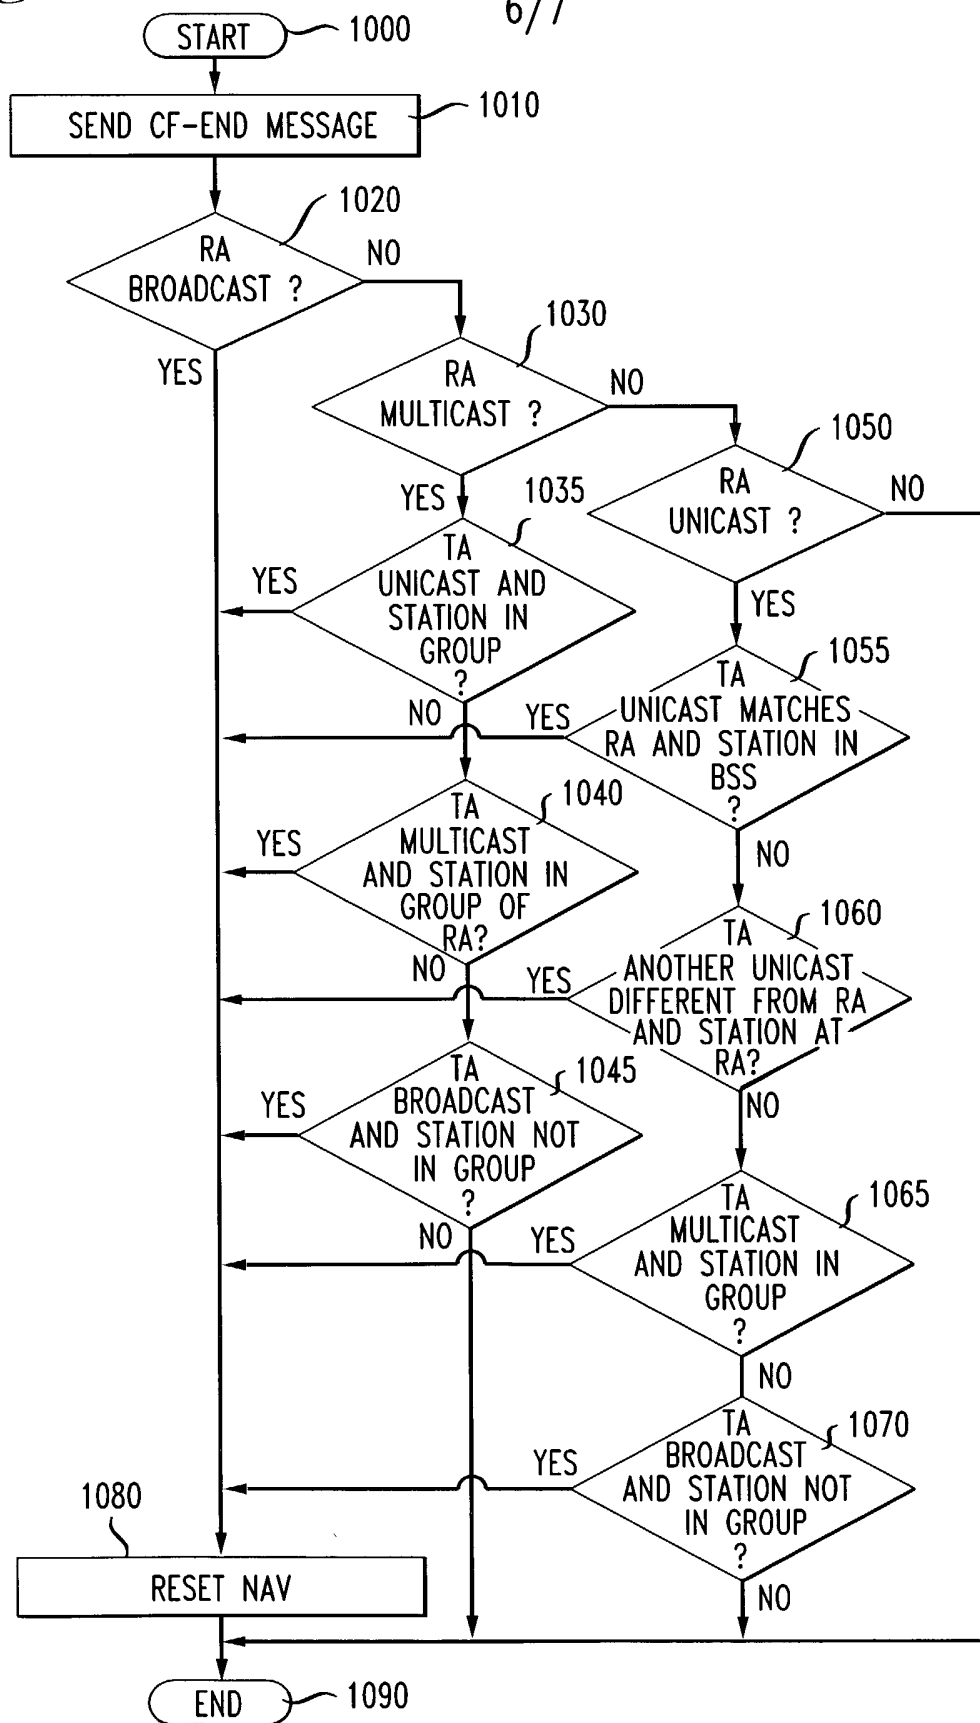 6/7
START
1000
SEND CF-END MESSAGE
1010
1020
RA
BROADCAST ?
NO
YES
1030
RA
MULTICAST ?
NO
YES
1050
RA
UNICAST ?
NO
YES
1035
TA
UNICAST AND
STATION IN
GROUP
?
YES
NO
1055
TA
UNICAST MATCHES
RA AND STATION IN
BSS
?
YES
NO
1040
TA
MULTICAST
AND STATION IN
GROUP OF
RA?
YES
NO
1060
TA
ANOTHER UNICAST
DIFFERENT FROM RA
AND STATION AT
RA?
YES
NO
1045
TA
BROADCAST
AND STATION NOT
IN GROUP
?
YES
NO
1065
TA
MULTICAST
AND STATION IN
GROUP
?
YES
NO
1070
TA
BROADCAST
AND STATION NOT
IN GROUP
?
YES
NO
1080
RESET NAV
END
1090